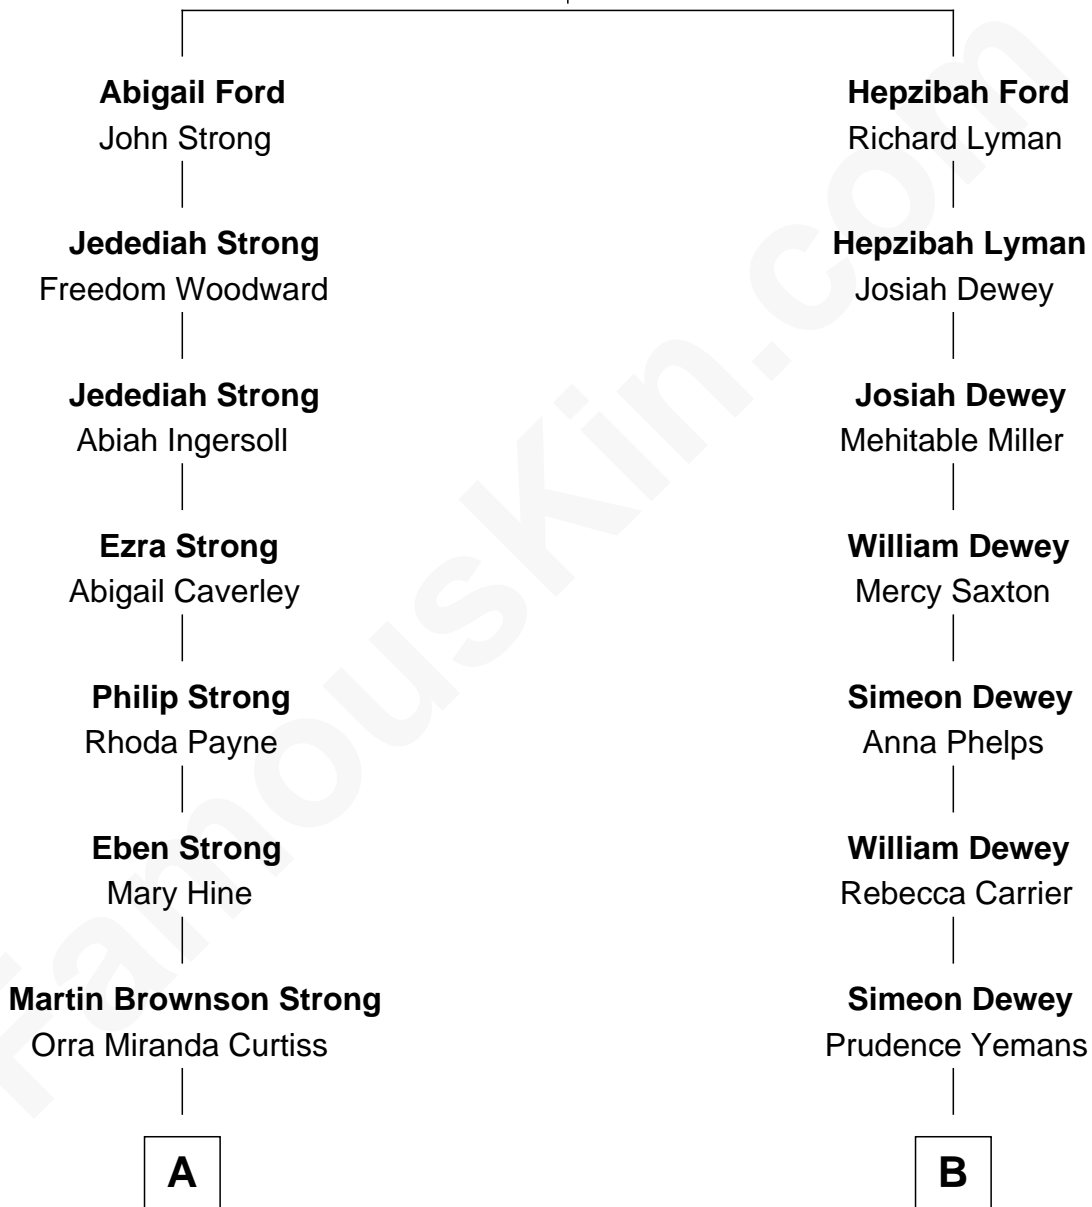 Abigail Ford
John Strong
Jedediah Strong
Freedom Woodward
Jedediah Strong
Abiah Ingersoll
Ezra Strong
Abigail Caverley
Philip Strong
Rhoda Payne
Eben Strong
Mary Hine
Martin Brownson Strong
Orra Miranda Curtiss
A
Hepzibah Ford
Richard Lyman
Hepzibah Lyman
Josiah Dewey
Josiah Dewey
Mehitable Miller
William Dewey
Mercy Saxton
Simeon Dewey
Anna Phelps
William Dewey
Rebecca Carrier
Simeon Dewey
Prudence Yemans
B
FamousKin.com